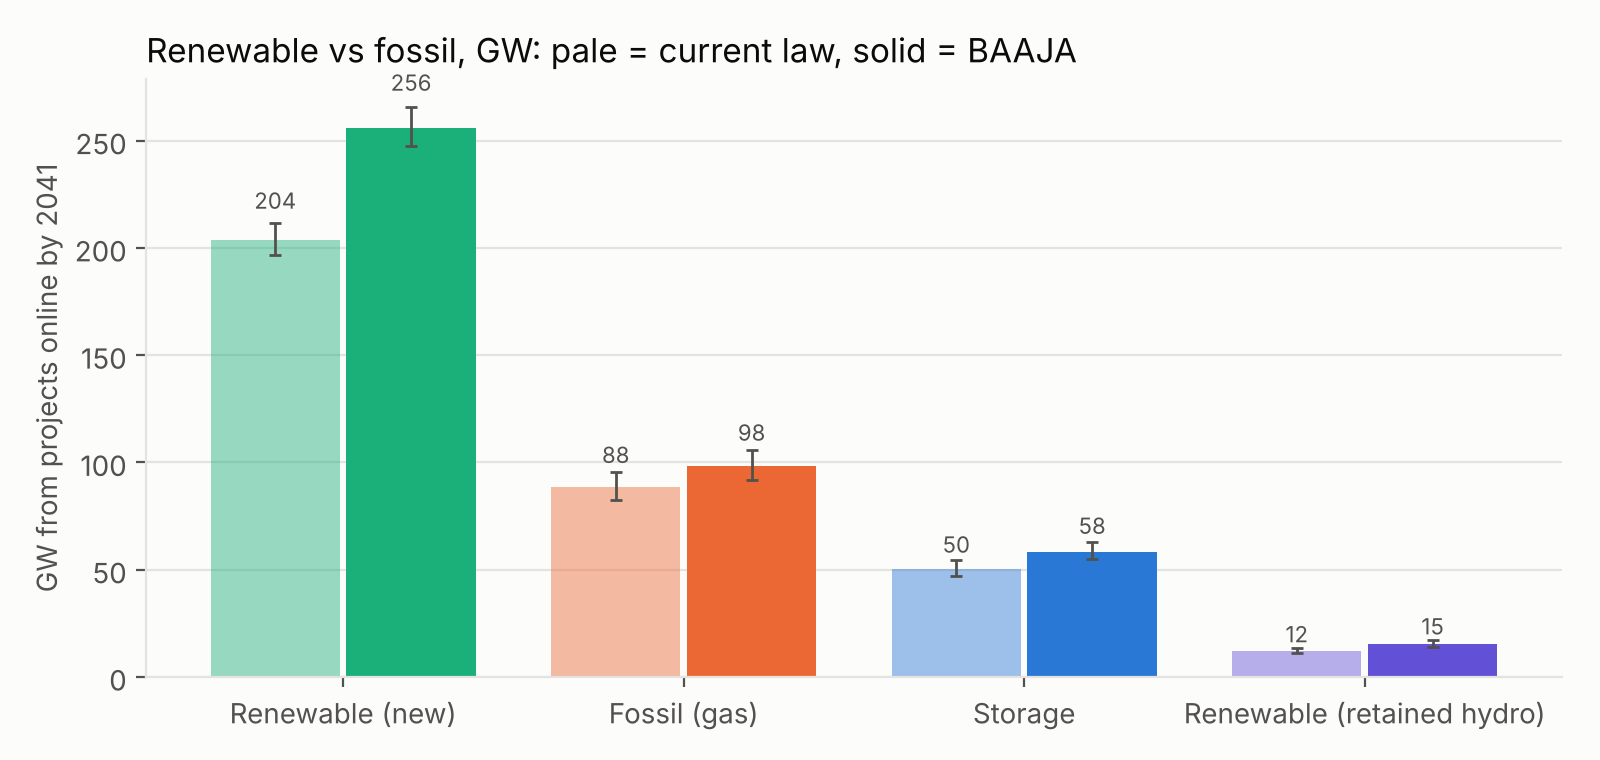 Renewable vs fossil, GW: pale = current law, solid = BAAJA
GW from projects online by 2041
250
200
150
100
50
0
204
256
88
98
50
58
12
15
Renewable (new)
Fossil (gas)
Storage
Renewable (retained hydro)